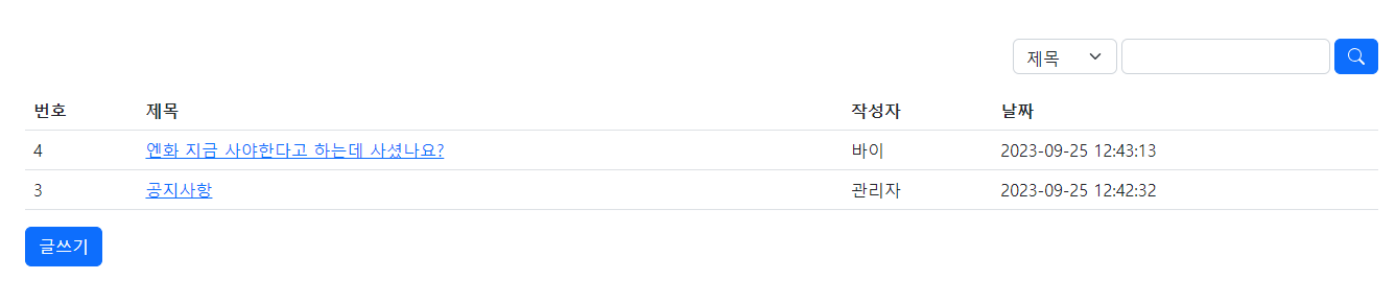 제목
번호 제목 작성자 날짜
4 엔화 지금 사야한다고 하는데 사셨나요? 바이 2023-09-25 12:43:13
3 공지사항 관리자 2023-09-25 12:42:32
글쓰기